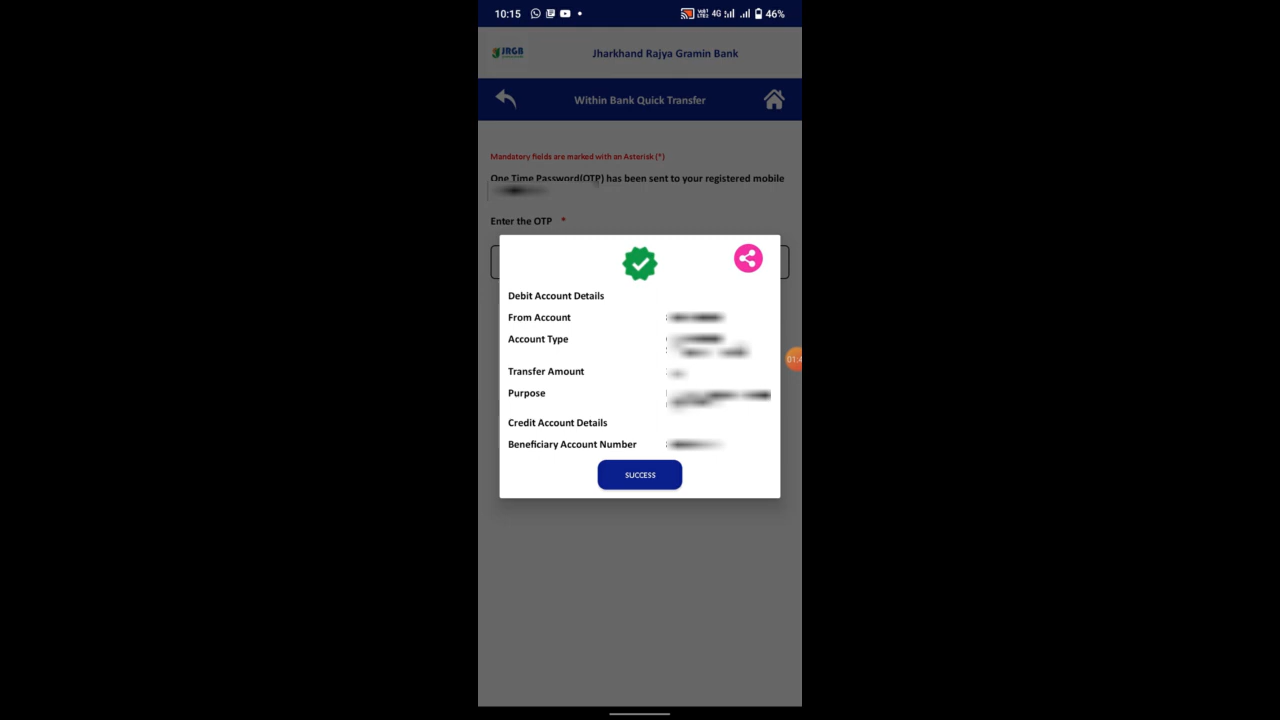 10:15
4G
46%
JRGB
Jharkhand Rajya Gramin Bank
Within Bank Quick Transfer
Mandatory fields are marked with an Asterisk (*)
One Time Password(OTP) has been sent to your registered mobile
Enter the OTP *
Debit Account Details
From Account
Account Type
Transfer Amount
Purpose
Credit Account Details
Beneficiary Account Number
SUCCESS